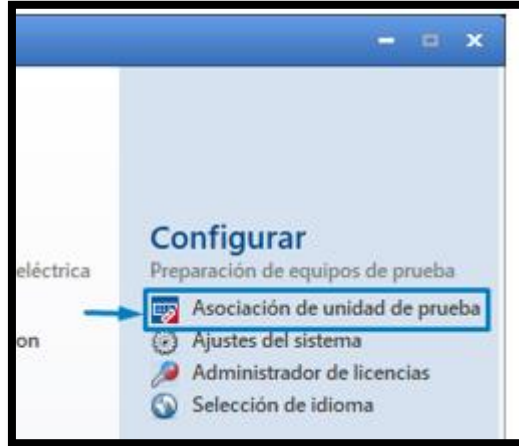 Configurar
eléctrica
Preparación de equipos de prueba
Asociación de unidad de prueba
on
Ajustes del sistema
Administrador de licencias
Selección de idioma